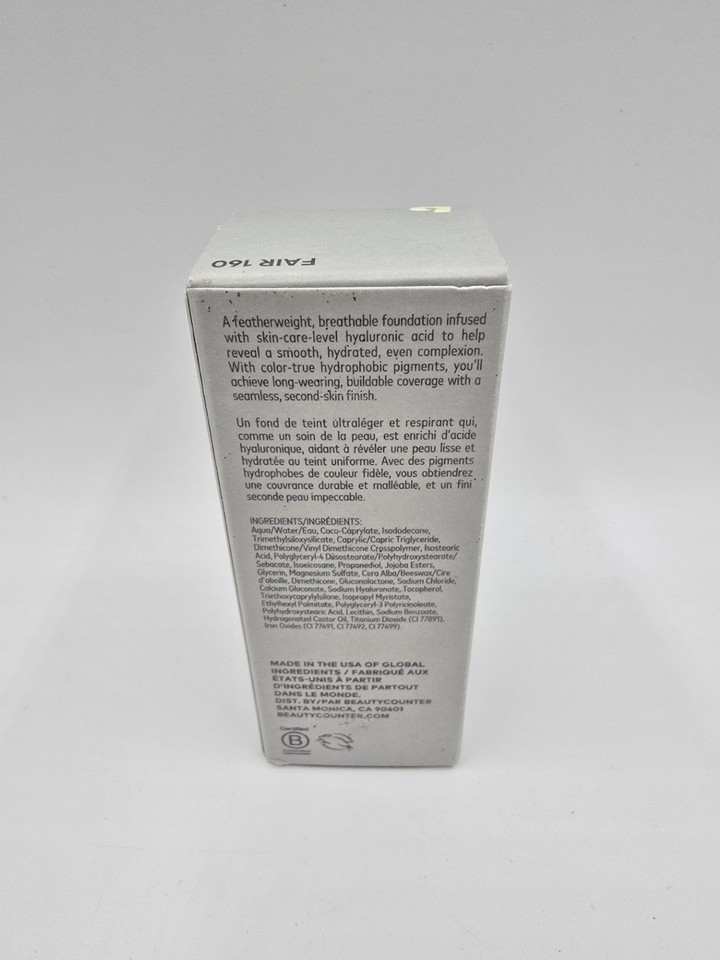 FAIR 160
A featherweight, breathable foundation infused
with skin-care-level hyaluronic acid to help
reveal a smooth, hydrated, even complexion.
With color-true hydrophobic pigments, you'll
achieve long-wearing, buildable coverage with a
seamless, second-skin finish.
Un fond de teint ultraléger et respirant qui,
comme un soin de la peau, est enrichi d'acide
hyaluronique, aidant à révéler une peau lisse et
hydratée au teint uniforme. Avec des pigments
hydrophobes de couleur fidèle, vous obtiendrez
une couvrance durable et malléable, et un fini
seconde peau impeccable.
INGREDIENTS/INGRÉDIENTS:
Aqua/Water/Eau, Coco-Caprylate, Isododecane,
Trimethylsiloxysilicate, Caprylic/Capric Triglyceride,
Dimethicone/Vinyl Dimethicone Crosspolymer, Isostearic
Acid, Polyglyceryl-4 Diisostearate/Polyhydroxystearate/
Sebacate, Isoeicosane, Propanediol, Jojoba Esters,
Glycerin, Magnesium Sulfate, Cera Alba/Beeswax/Cire
d'abeille, Dimethicone, Gluconolactone, Sodium Chloride,
Calcium Gluconate, Sodium Hyaluronate, Tocopherol,
Triethoxycaprylylsilane, Isopropyl Myristate,
Ethylhexyl Palmitate, Polyglyceryl-3 Polyricinoleate,
Polyhydroxystearic Acid, Lecithin, Sodium Benzoate,
Hydrogenated Castor Oil, Titanium Dioxide (CI 77891),
Iron Oxides (CI 77491, CI 77492, CI 77499).
MADE IN THE USA OF GLOBAL
INGREDIENTS / FABRIQUÉ AUX
ÉTATS-UNIS À PARTIR
D'INGRÉDIENTS DE PARTOUT
DANS LE MONDE.
DIST. BY/PAR BEAUTYCOUNTER
SANTA MONICA, CA 90401
BEAUTYCOUNTER.COM
Certified
B